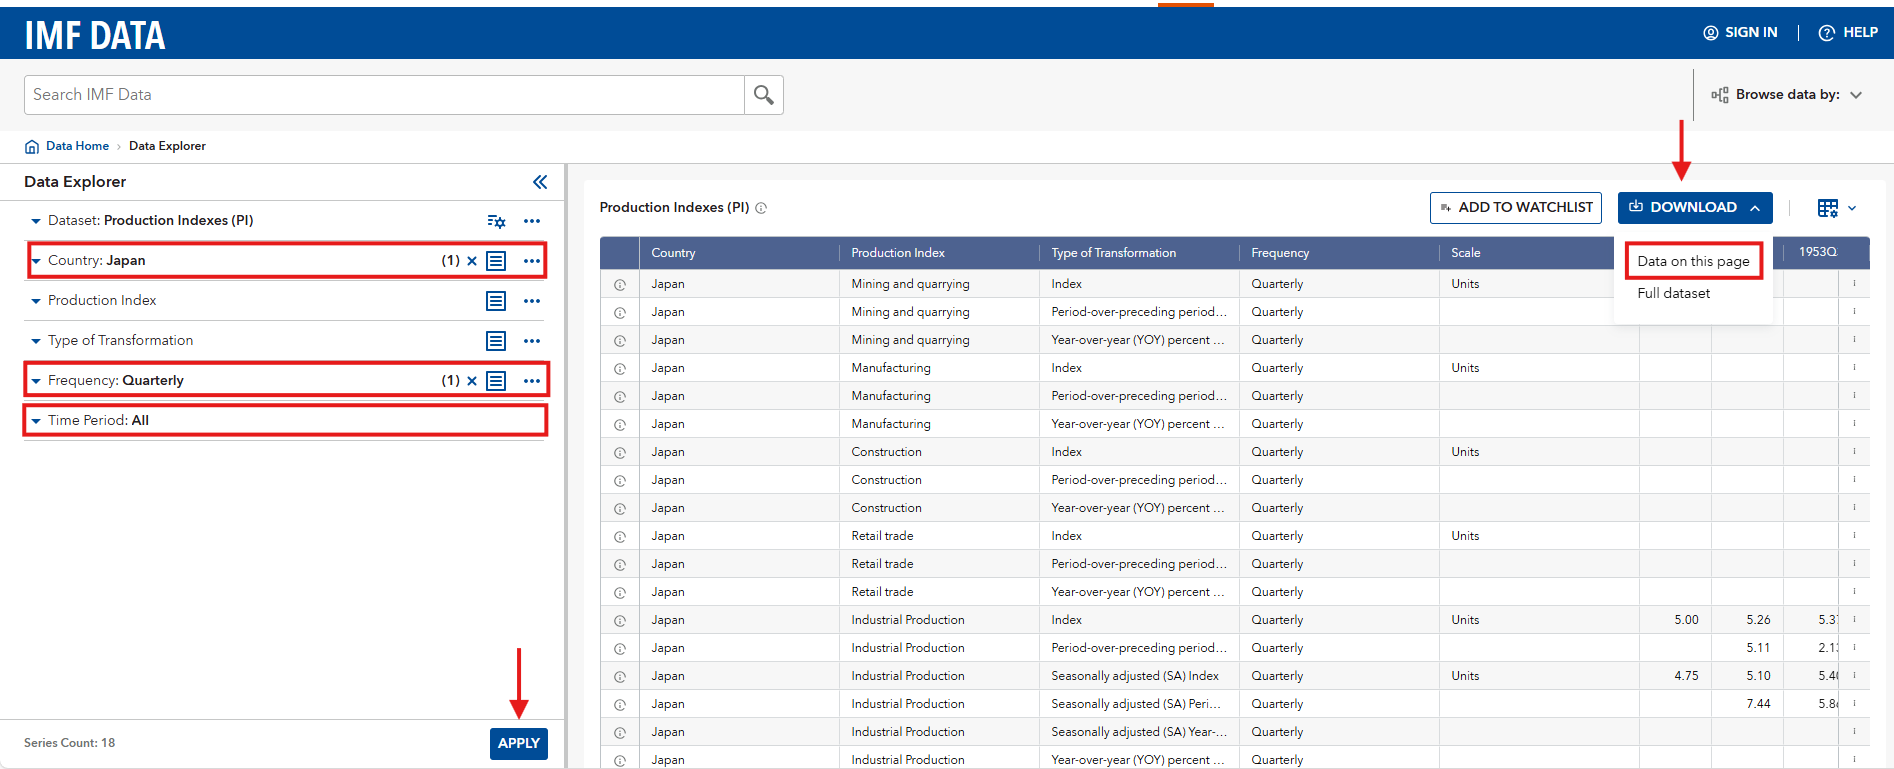 IMF DATA
SIGN IN
HELP
Search IMF Data
Browse data by:
Data Home › Data Explorer
Data Explorer
Dataset: Production Indexes (PI)
Country: Japan (1)
Production Index
Type of Transformation
Frequency: Quarterly (1)
Time Period: All
Series Count: 18
APPLY
Production Indexes (PI)
ADD TO WATCHLIST
DOWNLOAD
Data on this page
Full dataset
Country Production Index Type of Transformation Frequency Scale 1953Q
Japan Mining and quarrying Index Quarterly Units
Japan Mining and quarrying Period-over-preceding period... Quarterly
Japan Mining and quarrying Year-over-year (YOY) percent ... Quarterly
Japan Manufacturing Index Quarterly Units
Japan Manufacturing Period-over-preceding period... Quarterly
Japan Manufacturing Year-over-year (YOY) percent ... Quarterly
Japan Construction Index Quarterly Units
Japan Construction Period-over-preceding period... Quarterly
Japan Construction Year-over-year (YOY) percent ... Quarterly
Japan Retail trade Index Quarterly Units
Japan Retail trade Period-over-preceding period... Quarterly
Japan Retail trade Year-over-year (YOY) percent ... Quarterly
Japan Industrial Production Index Quarterly Units 5.00 5.26 5.3
Japan Industrial Production Period-over-preceding period... Quarterly 5.11 2.1
Japan Industrial Production Seasonally adjusted (SA) Index Quarterly Units 4.75 5.10 5.4
Japan Industrial Production Seasonally adjusted (SA) Peri... Quarterly 7.44 5.8
Japan Industrial Production Seasonally adjusted (SA) Year-... Quarterly
Japan Industrial Production Year-over-year (YOY) percent ... Quarterly